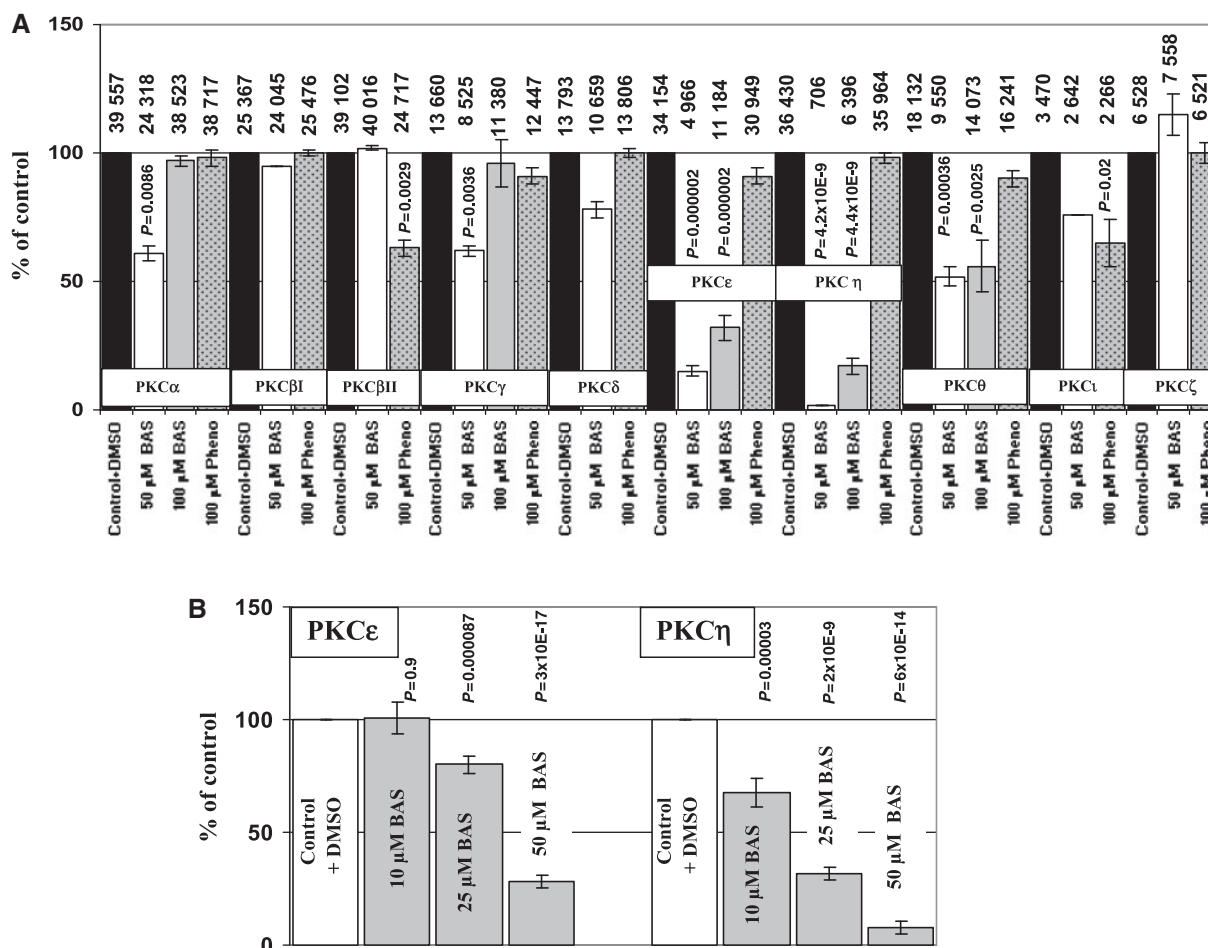 A
% of control
150
100
50
0
39 557
24 318
38 523
38 717
25 367
24 045
25 476
39 102
40 016
24 717
13 660
8 525
11 380
12 447
13 793
10 659
13 806
34 154
4 966
11 184
30 949
36 430
706
6 396
35 964
18 132
9 550
14 073
16 241
3 470
2 642
2 266
6 528
7 558
6 521
P=0.0086
P=0.0029
P=0.0036
P=0.000002
P=0.000002
P=4.2x10E-9
P=4.4x10E-9
P=0.00036
P=0.0025
P=0.02
PKCα
PKCβI
PKCβII
PKCγ
PKCδ
PKCε
PKC η
PKCθ
PKCι
PKCζ
Control+DMSO
50 µM BAS
100 µM BAS
100 µM Pheno
Control+DMSO
50 µM BAS
100 µM Pheno
Control+DMSO
50 µM BAS
100 µM Pheno
Control+DMSO
50 µM BAS
100 µM BAS
100 µM Pheno
Control+DMSO
50 µM BAS
100 µM Pheno
Control+DMSO
50 µM BAS
100 µM BAS
100 µM Pheno
Control+DMSO
50 µM BAS
100 µM BAS
100 µM Pheno
Control+DMSO
50 µM BAS
100 µM BAS
100 µM Pheno
Control+DMSO
50 µM BAS
100 µM Pheno
Control+DMSO
50 µM BAS
100 µM Pheno
B
% of control
150
100
50
0
PKCε
PKCη
P=0.9
P=0.000087
P=3x10E-17
P=0.00003
P=2x10E-9
P=6x10E-14
Control
+ DMSO
10 µM BAS
25 µM BAS
50 µM BAS
Control
+ DMSO
10 µM BAS
25 µM BAS
50 µM BAS